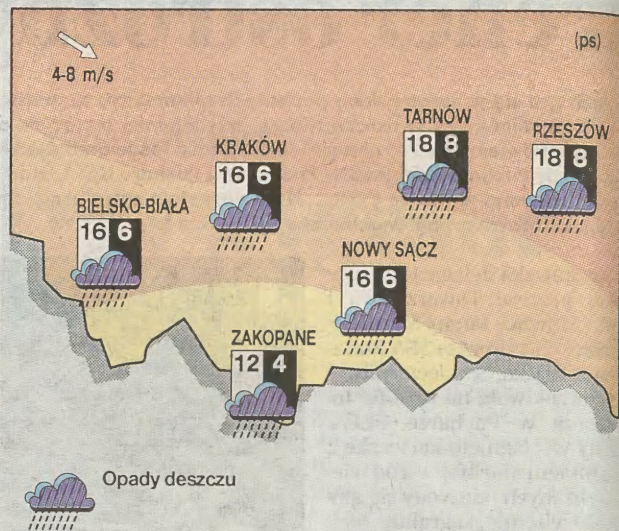 (ps)
4-8 m/s
TARNÓW
18 8
RZESZÓW
18 8
KRAKÓW
16 6
BIELSKO-BIAŁA
16 6
NOWY SĄCZ
16 6
ZAKOPANE
12 4
Opady deszczu